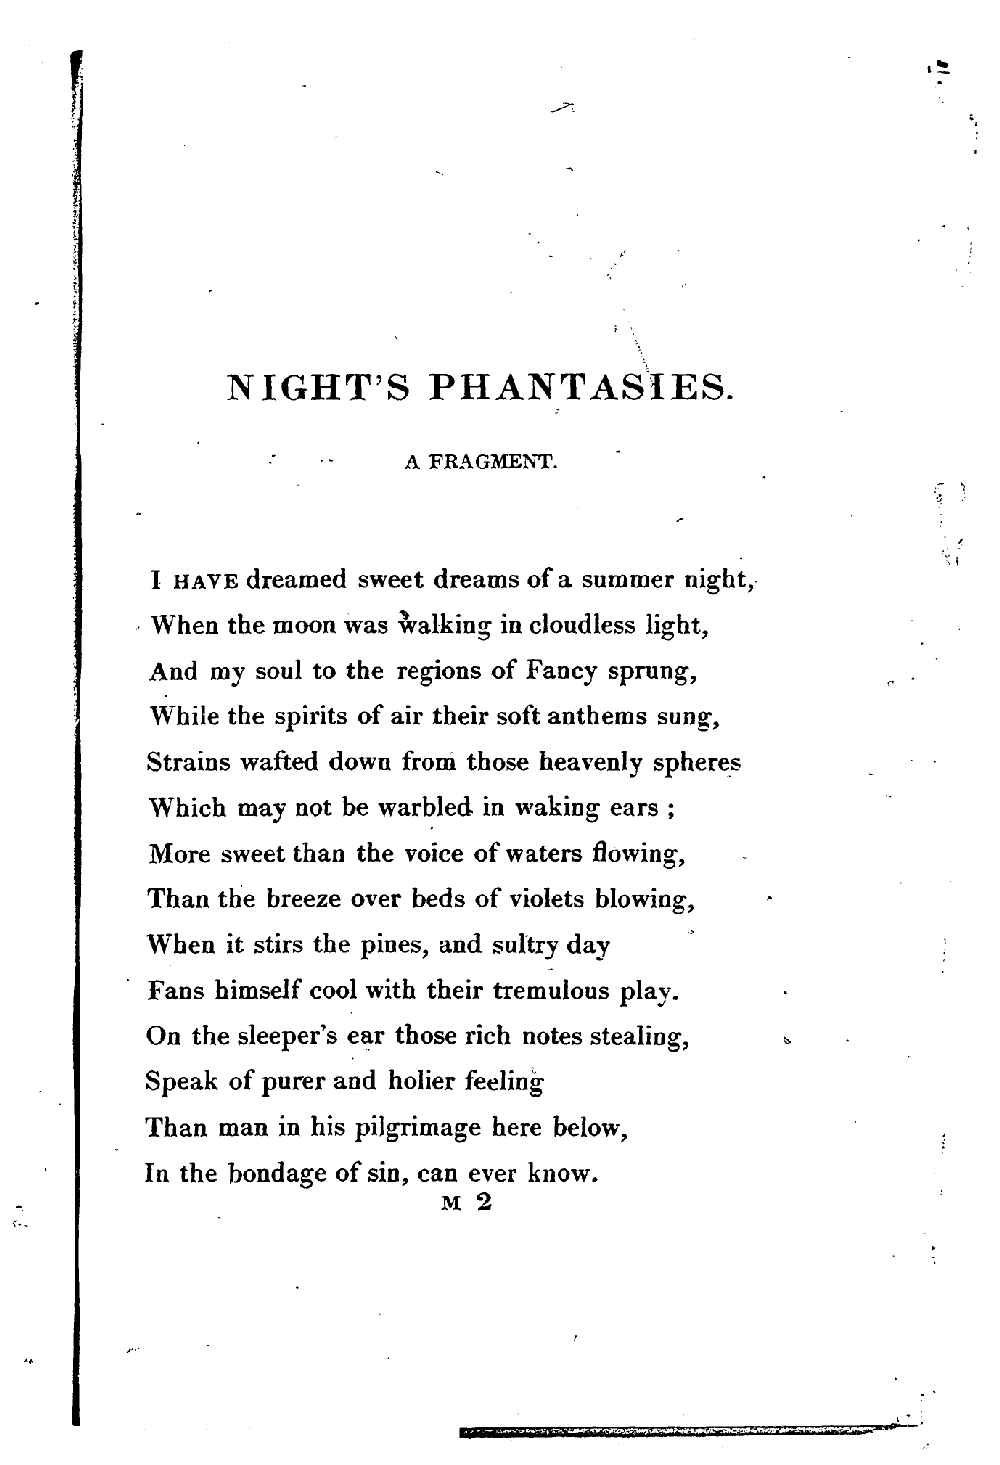 NIGHT'S PHANTASIES.
A FRAGMENT.
I HAVE dreamed sweet dreams of a summer night,
When the moon was walking in cloudless light,
And my soul to the regions of Fancy sprung,
While the spirits of air their soft anthems sung,
Strains wafted down from those heavenly spheres
Which may not be warbled in waking ears ;
More sweet than the voice of waters flowing,
Than the breeze over beds of violets blowing,
When it stirs the pines, and sultry day
Fans himself cool with their tremulous play.
On the sleeper's ear those rich notes stealing,
Speak of purer and holier feeling
Than man in his pilgrimage here below,
In the bondage of sin, can ever know.
M 2